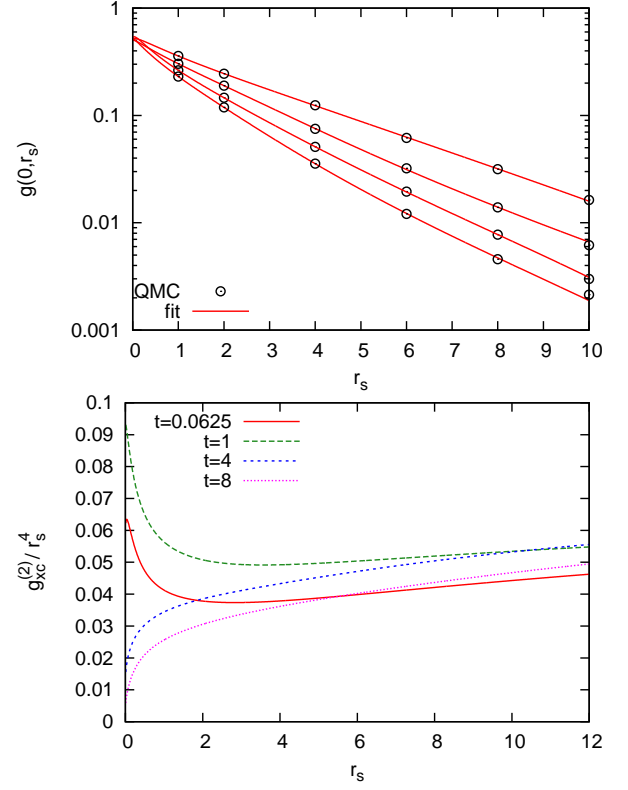 1
0.1
0.01
0.001
g(0,r_s)
QMC
fit
0 1 2 3 4 5 6 7 8 9 10
r_s
0.1
0.09
0.08
0.07
0.06
0.05
0.04
0.03
0.02
0.01
0
g_xc^(2)/ r_s^4
t=0.0625
t=1
t=4
t=8
0 2 4 6 8 10 12
r_s